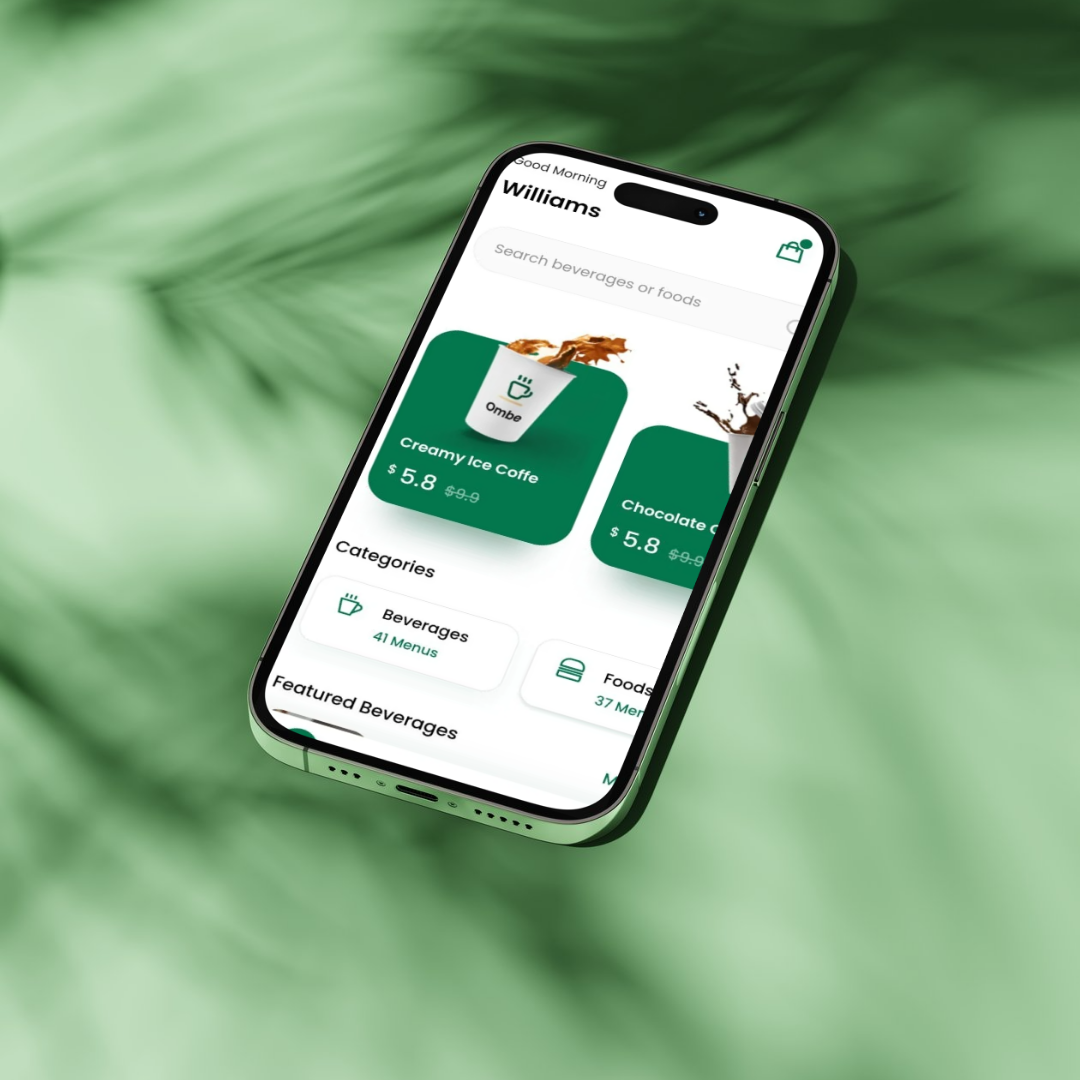 Good Morning
Williams
Search beverages or foods
Ombe
Creamy Ice Coffe
$ 5.8 $9.9
Chocolate
$ 5.8 $9.9
Categories
Beverages
41 Menus
Foods
37
Featured Beverages